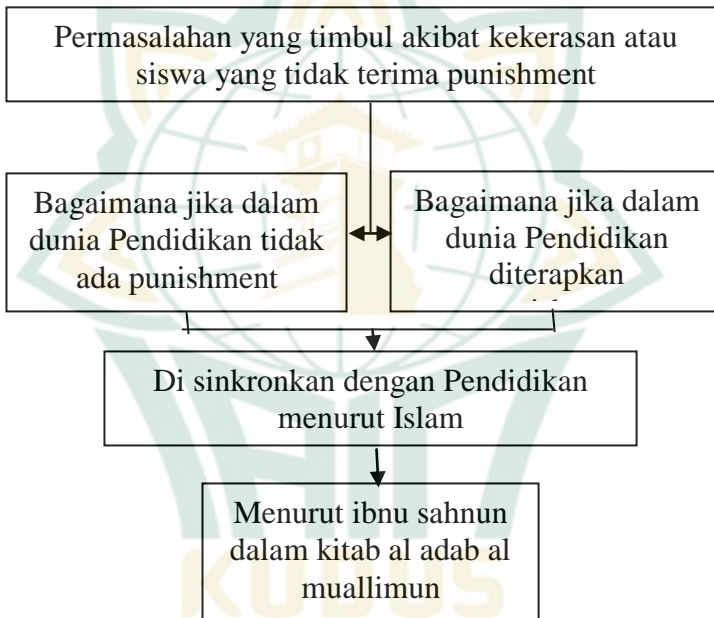 Permasalahan yang timbul akibat kekerasan atau
siswa yang tidak terima punishment
Bagaimana jika dalam
dunia Pendidikan tidak
ada punishment
Bagaimana jika dalam
dunia Pendidikan
diterapkan
Di sinkronkan dengan Pendidikan
menurut Islam
Menurut ibnu sahnun
dalam kitab al adab al
muallimun
KUDUS